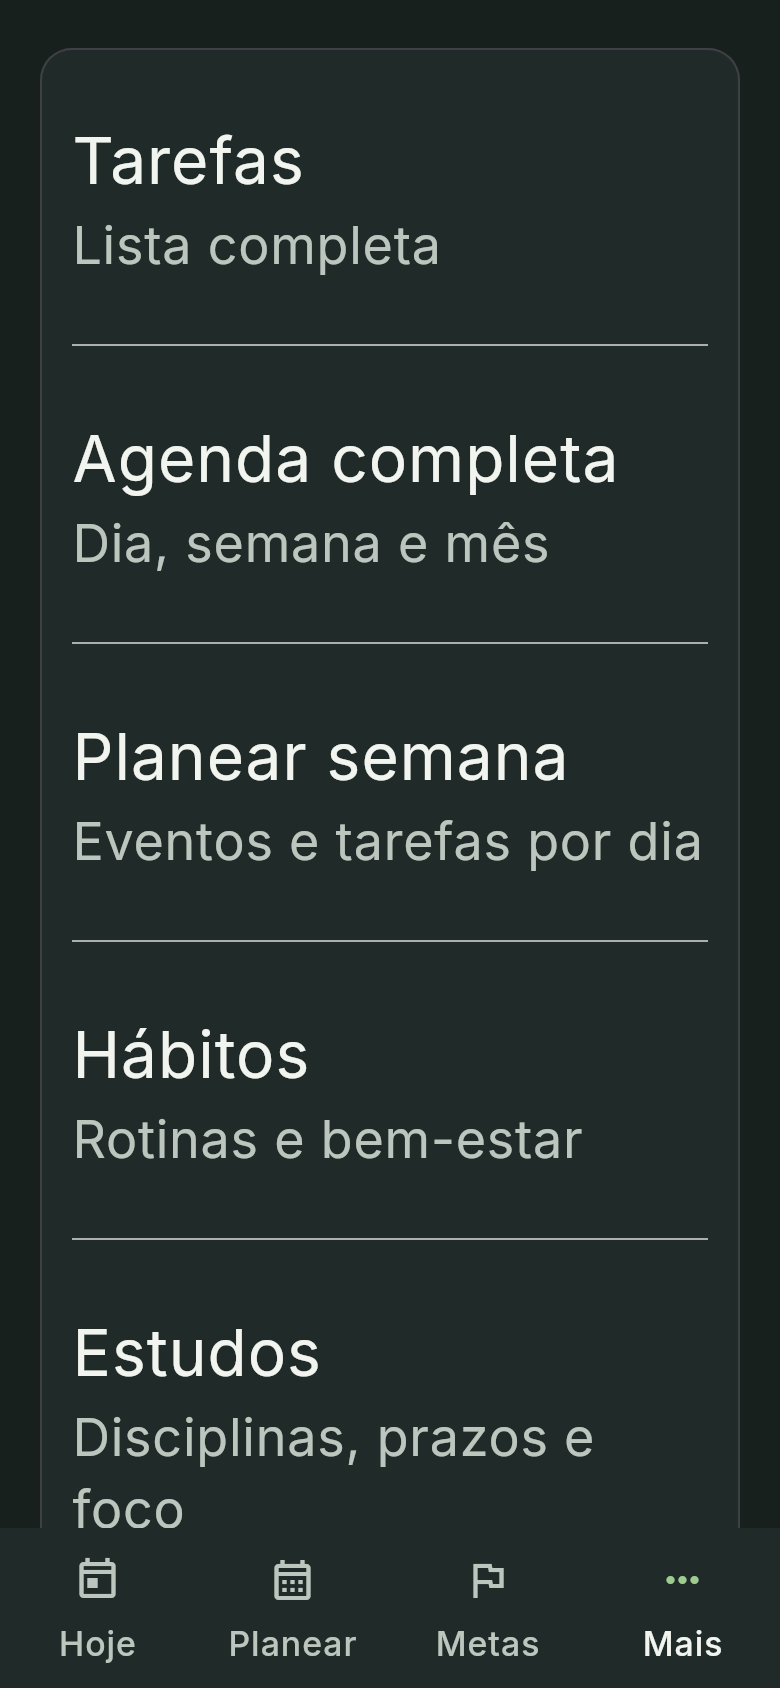 Tarefas
Lista completa
Agenda completa
Dia, semana e mês
Planear semana
Eventos e tarefas por dia
Hábitos
Rotinas e bem-estar
Estudos
Disciplinas, prazos e
foco
Hoje
Planear
Metas
Mais